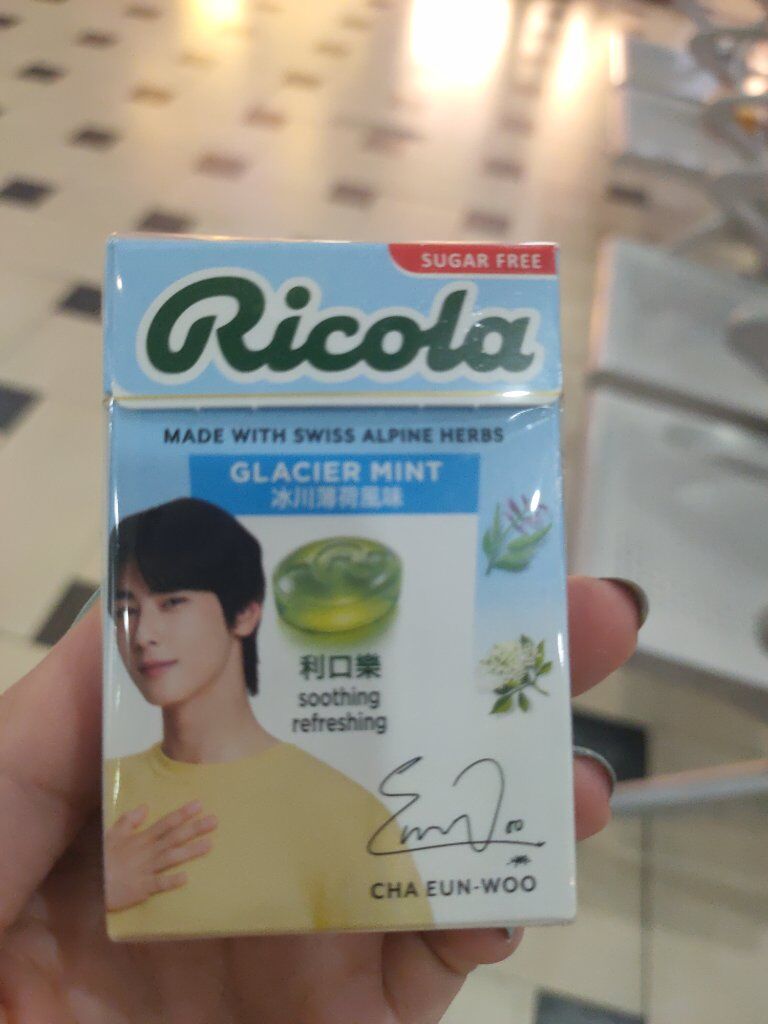 SUGAR FREE
Ricola
MADE WITH SWISS ALPINE HERBS
GLACIER MINT
冰川薄荷風味
利口樂
soothing
refreshing
EunWoo
CHA EUN-WOO